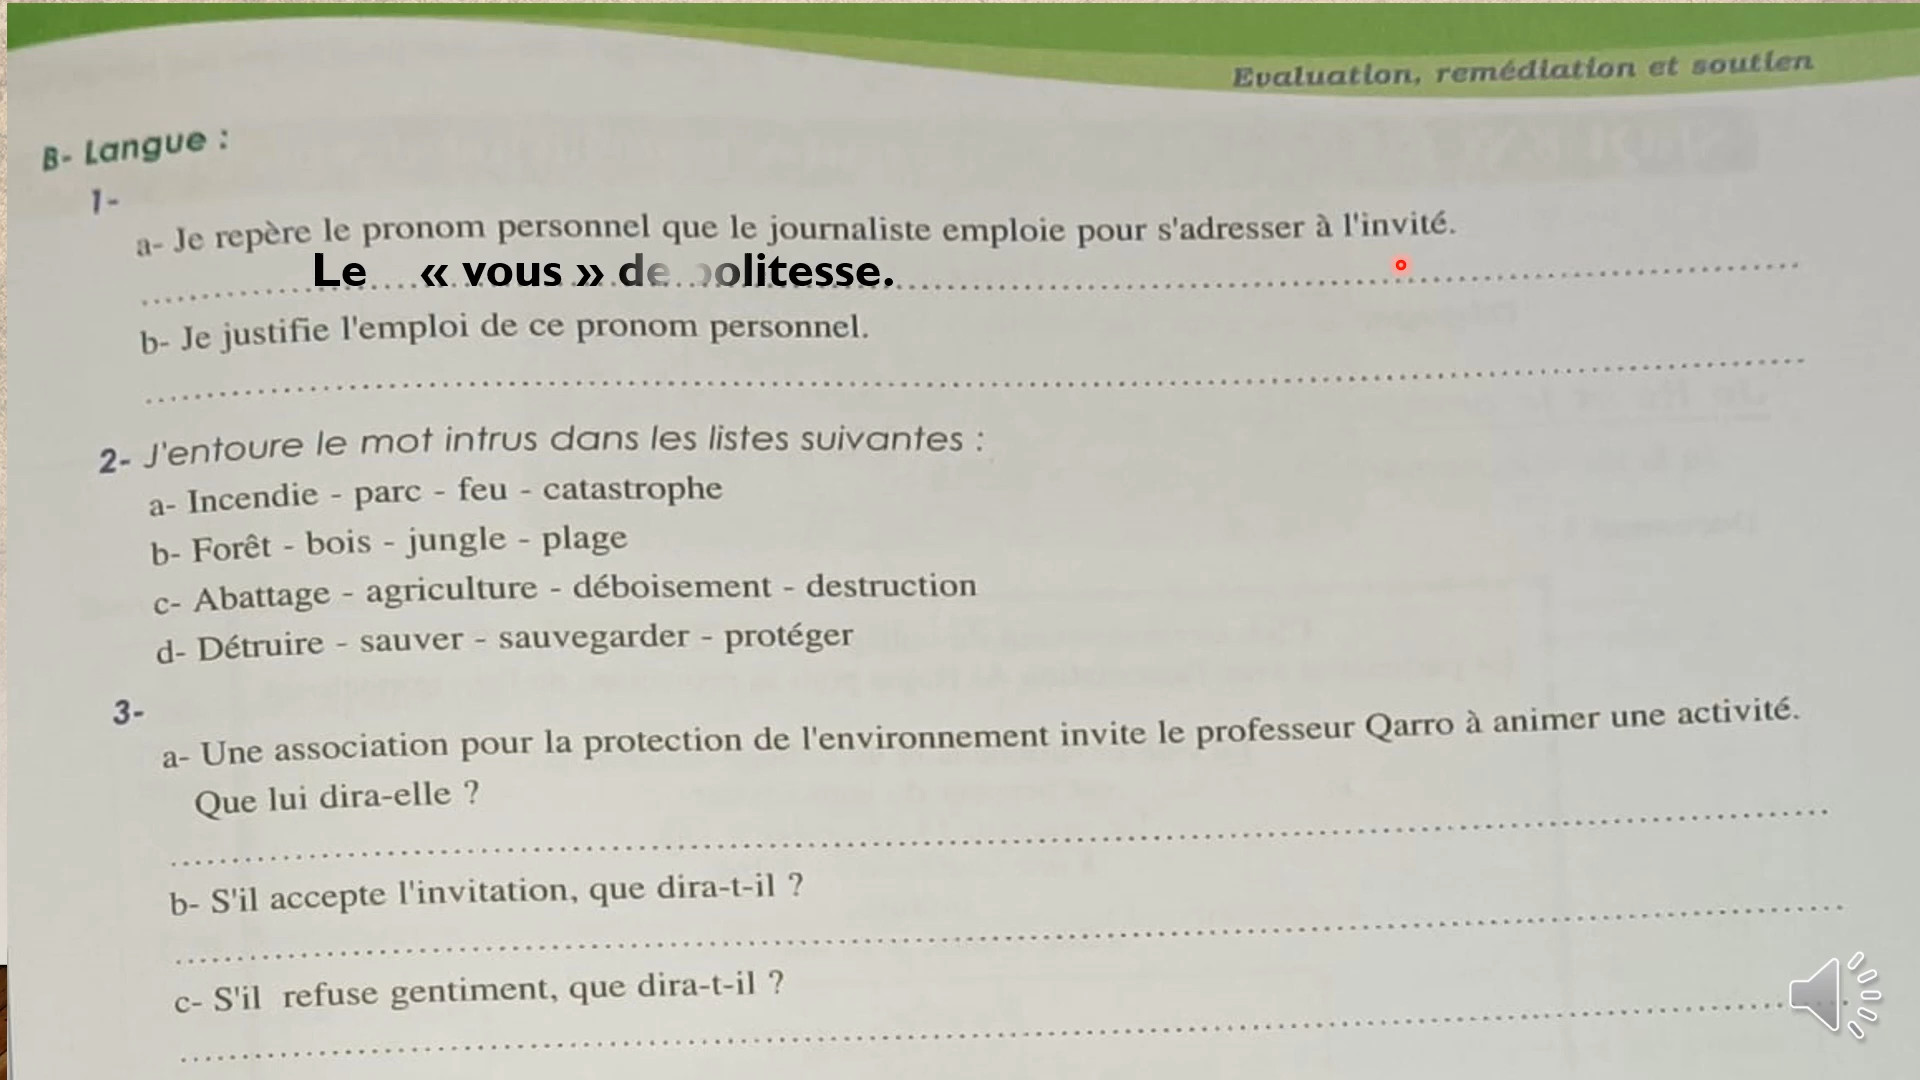 Evaluation, remédiation et soutien
B- Langue :
1-
a- Je repère le pronom personnel que le journaliste emploie pour s'adresser à l'invité.
Le « vous » de politesse.
b- Je justifie l'emploi de ce pronom personnel.
2- J'entoure le mot intrus dans les listes suivantes :
a- Incendie - parc - feu - catastrophe
b- Forêt - bois - jungle - plage
c- Abattage - agriculture - déboisement - destruction
d- Détruire - sauver - sauvegarder - protéger
3-
a- Une association pour la protection de l'environnement invite le professeur Qarro à animer une activité.
Que lui dira-elle ?
b- S'il accepte l'invitation, que dira-t-il ?
c- S'il refuse gentiment, que dira-t-il ?